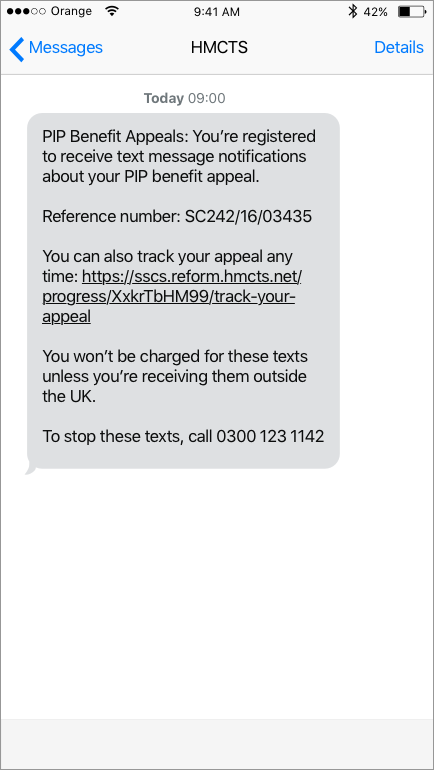 Orange 9:41 AM 42%
Messages HMCTS Details
Today 09:00
PIP Benefit Appeals: You’re registered
to receive text message notifications
about your PIP benefit appeal.
Reference number: SC242/16/03435
You can also track your appeal any
time: https://sscs.reform.hmcts.net/
progress/XxkrTbHM99/track-your-
appeal
You won’t be charged for these texts
unless you’re receiving them outside
the UK.
To stop these texts, call 0300 123 1142